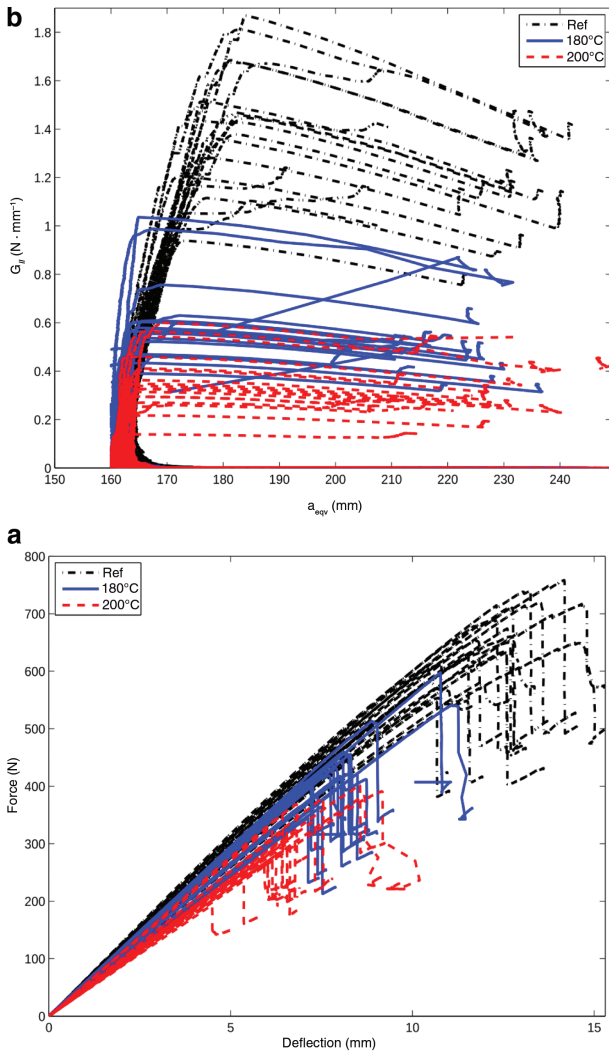 b
Ref
180°C
200°C
1.8
1.6
1.4
1.2
1
0.8
0.6
0.4
0.2
0
G_II (N · mm⁻¹)
150
160
170
180
190
200
210
220
230
240
a_eqv (mm)
a
Ref
180°C
200°C
800
700
600
500
400
300
200
100
0
Force (N)
0
5
10
15
Deflection (mm)